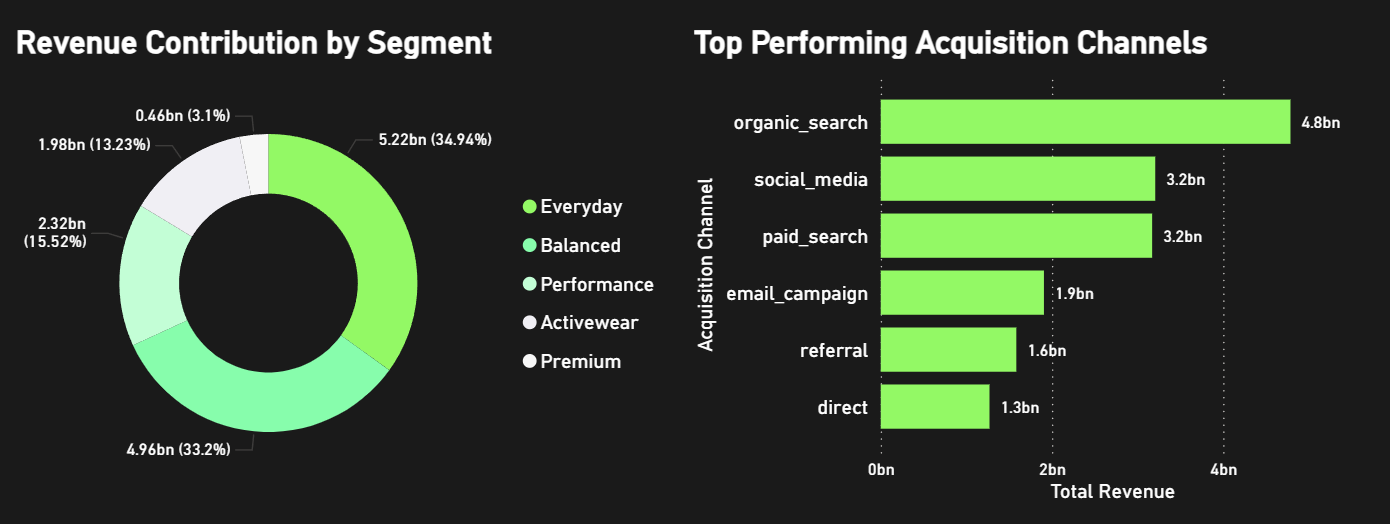 Revenue Contribution by Segment
0.46bn (3.1%)
1.98bn (13.23%)
5.22bn (34.94%)
2.32bn
(15.52%)
4.96bn (33.2%)
Everyday
Balanced
Performance
Activewear
Premium
Top Performing Acquisition Channels
Acquisition Channel
organic_search
4.8bn
social_media
3.2bn
paid_search
3.2bn
email_campaign
1.9bn
referral
1.6bn
direct
1.3bn
0bn
2bn
4bn
Total Revenue